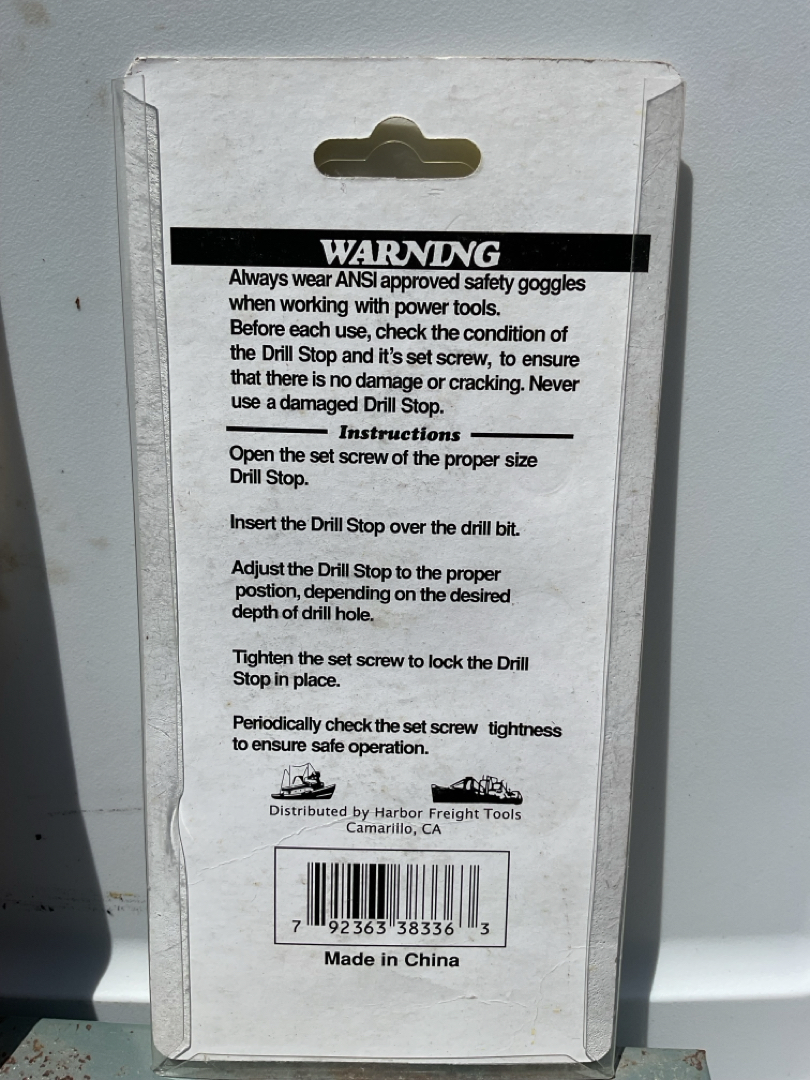 WARNING
Always wear ANSI approved safety goggles
when working with power tools.
Before each use, check the condition of
the Drill Stop and it's set screw, to ensure
that there is no damage or cracking. Never
use a damaged Drill Stop.
Instructions
Open the set screw of the proper size
Drill Stop.
Insert the Drill Stop over the drill bit.
Adjust the Drill Stop to the proper
postion, depending on the desired
depth of drill hole.
Tighten the set screw to lock the Drill
Stop in place.
Periodically check the set screw tightness
to ensure safe operation.
Distributed by Harbor Freight Tools
Camarillo, CA
7 92363 38336 3
Made in China